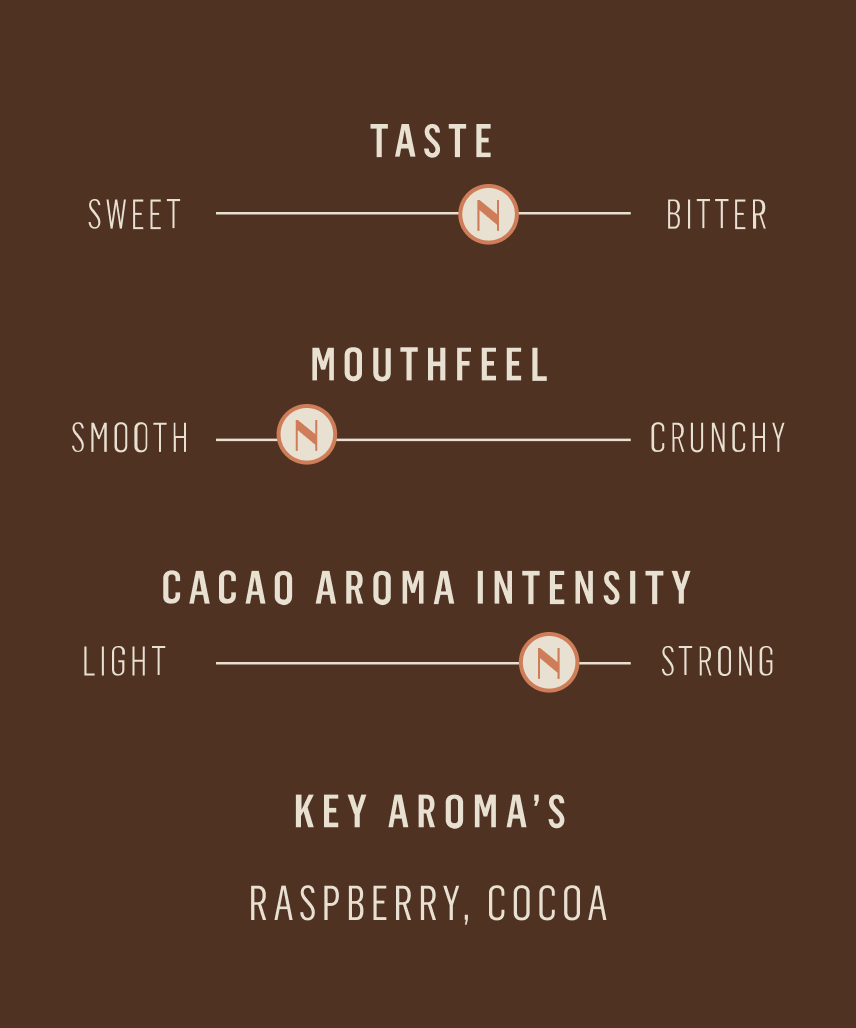 TASTE
SWEET N BITTER
MOUTHFEEL
SMOOTH N CRUNCHY
CACAO AROMA INTENSITY
LIGHT N STRONG
KEY AROMA’S
RASPBERRY, COCOA